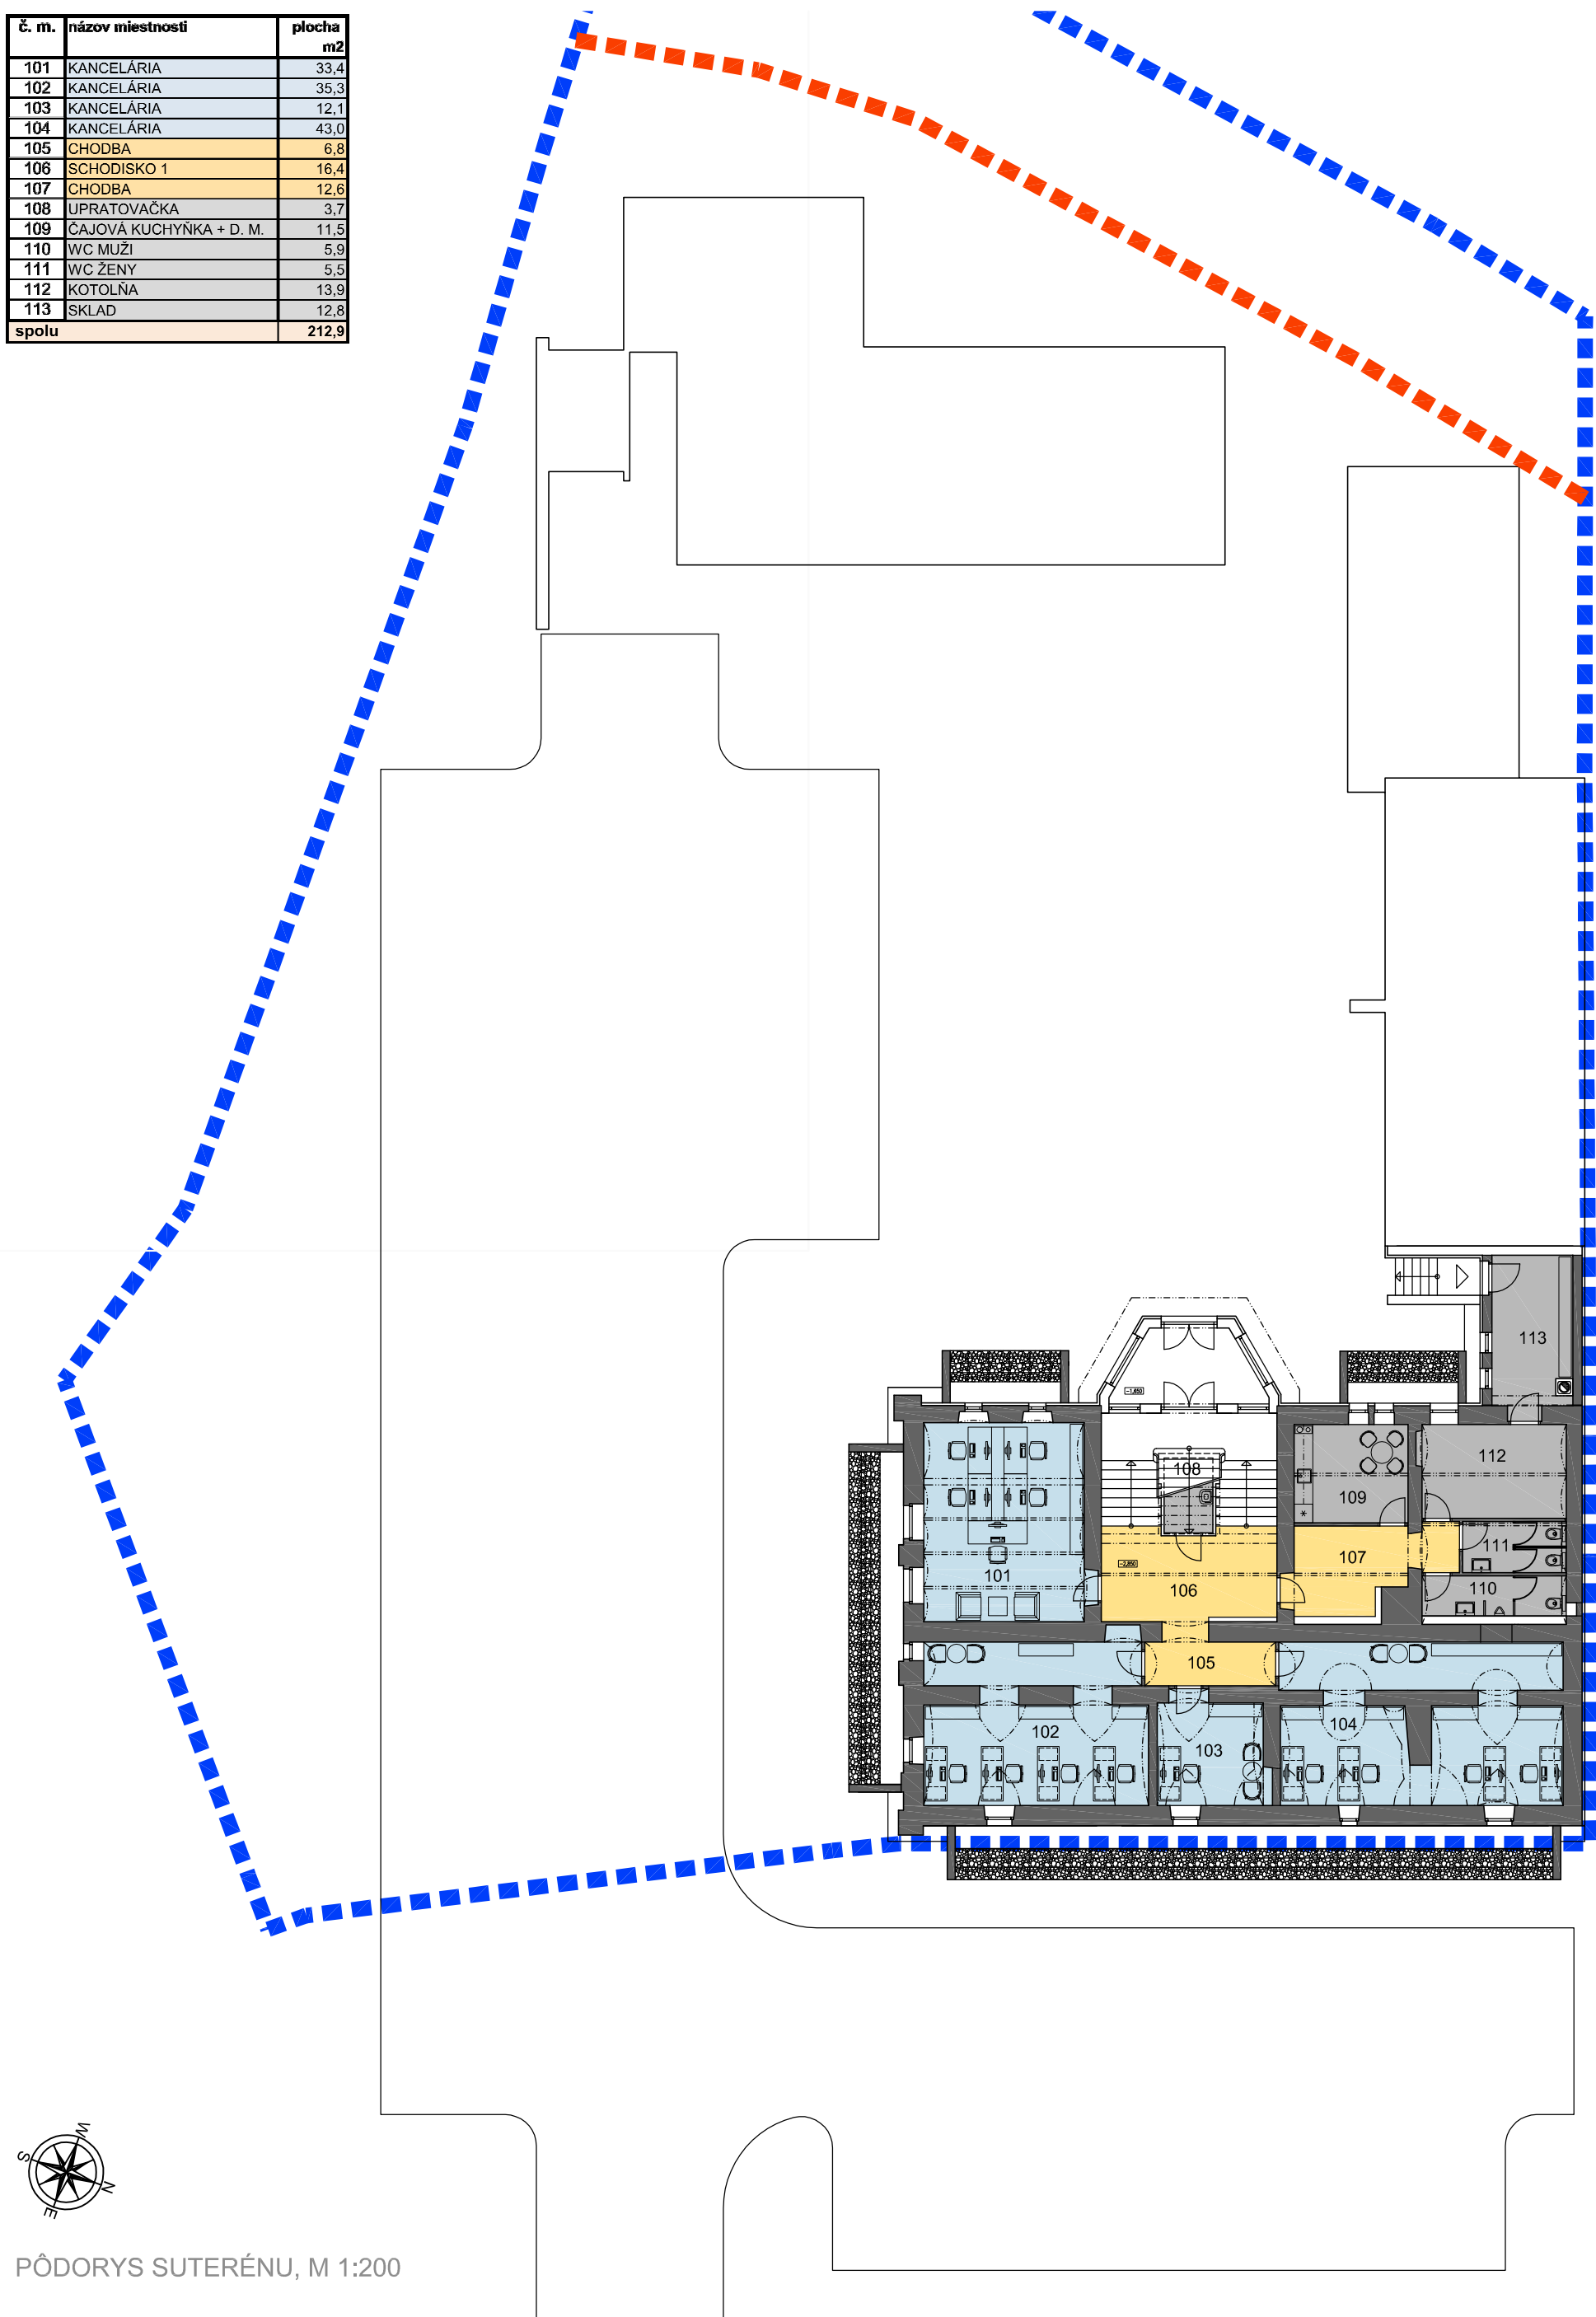 č. m. názov miestnosti plocha
m2
101 KANCELÁRIA 33,4
102 KANCELÁRIA 35,3
103 KANCELÁRIA 12,1
104 KANCELÁRIA 43,0
105 CHODBA 6,8
106 SCHODISKO 1 16,4
107 CHODBA 12,6
108 UPRATOVAČKA 3,7
109 ČAJOVÁ KUCHYŇKA + D. M. 11,5
110 WC MUŽI 5,9
111 WC ŽENY 5,5
112 KOTOLŇA 13,9
113 SKLAD 12,8
spolu 212,9
113
-1,650
108
112
109
111
107
-2,850
101
106
110
105
102
104
103
W
S
N
E
PÔDORYS SUTERÉNU, M 1:200